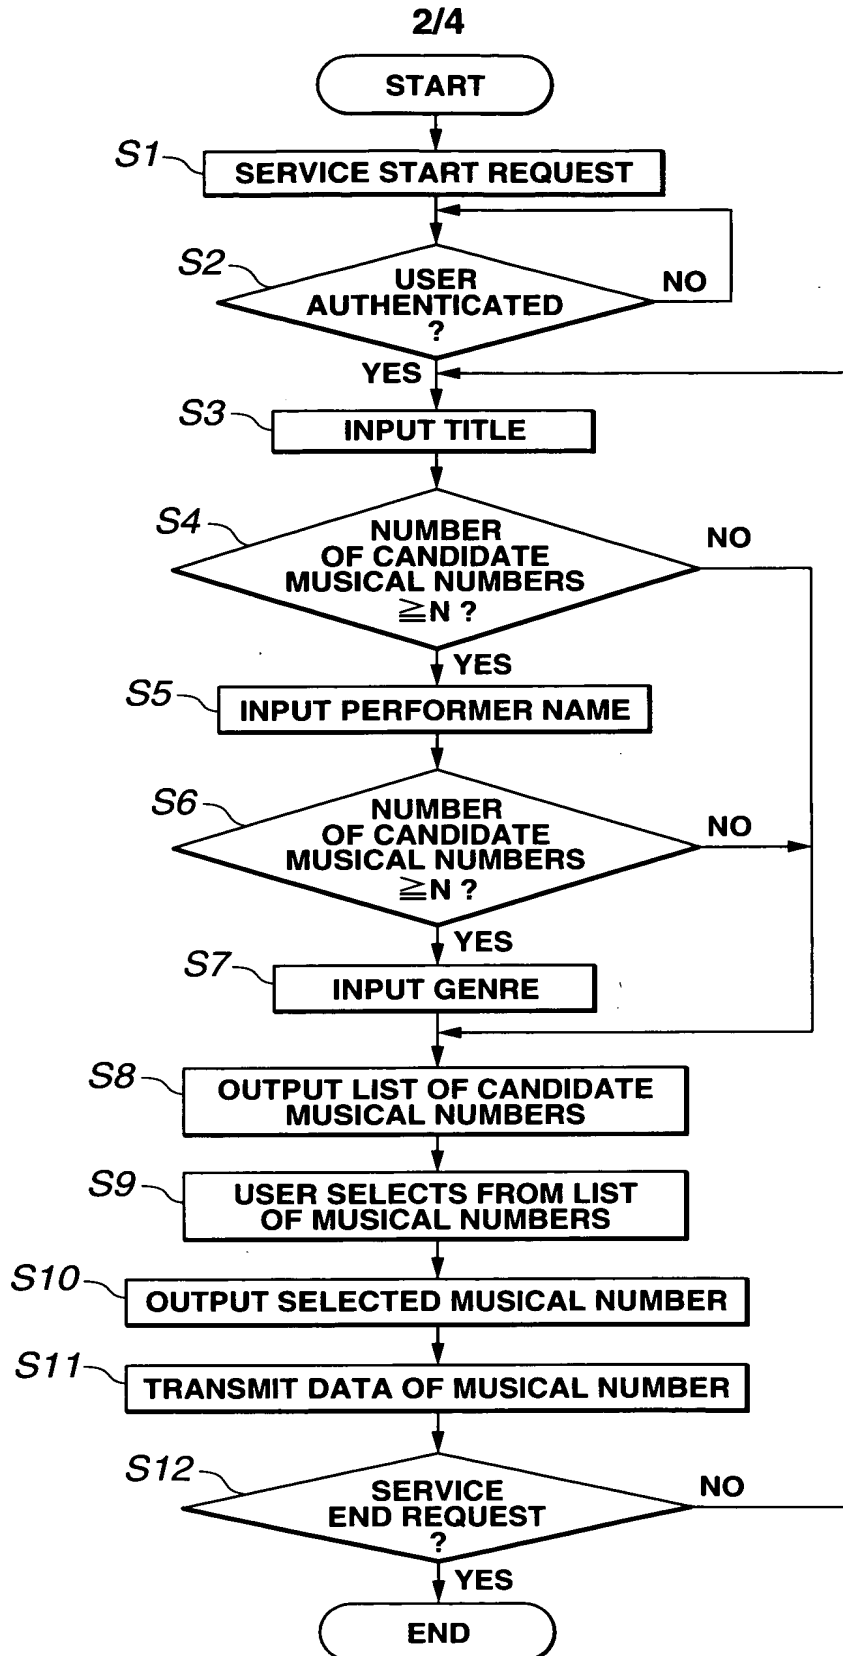 2/4
START
S1
SERVICE START REQUEST
S2
USER
AUTHENTICATED
?
NO
YES
S3
INPUT TITLE
S4
NUMBER
OF CANDIDATE
MUSICAL NUMBERS
≧N ?
NO
YES
S5
INPUT PERFORMER NAME
S6
NUMBER
OF CANDIDATE
MUSICAL NUMBERS
≧N ?
NO
YES
S7
INPUT GENRE
S8
OUTPUT LIST OF CANDIDATE
MUSICAL NUMBERS
S9
USER SELECTS FROM LIST
OF MUSICAL NUMBERS
S10
OUTPUT SELECTED MUSICAL NUMBER
S11
TRANSMIT DATA OF MUSICAL NUMBER
S12
SERVICE
END REQUEST
?
NO
YES
END